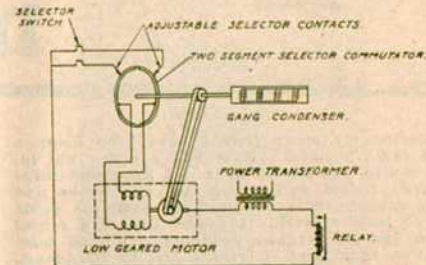 SELECTOR
SWITCH
ADJUSTABLE SELECTOR CONTACTS.
TWO SEGMENT SELECTOR COMMUTATOR.
GANG CONDENSER.
POWER TRANSFORMER.
LOW GEARED MOTOR
RELAY.